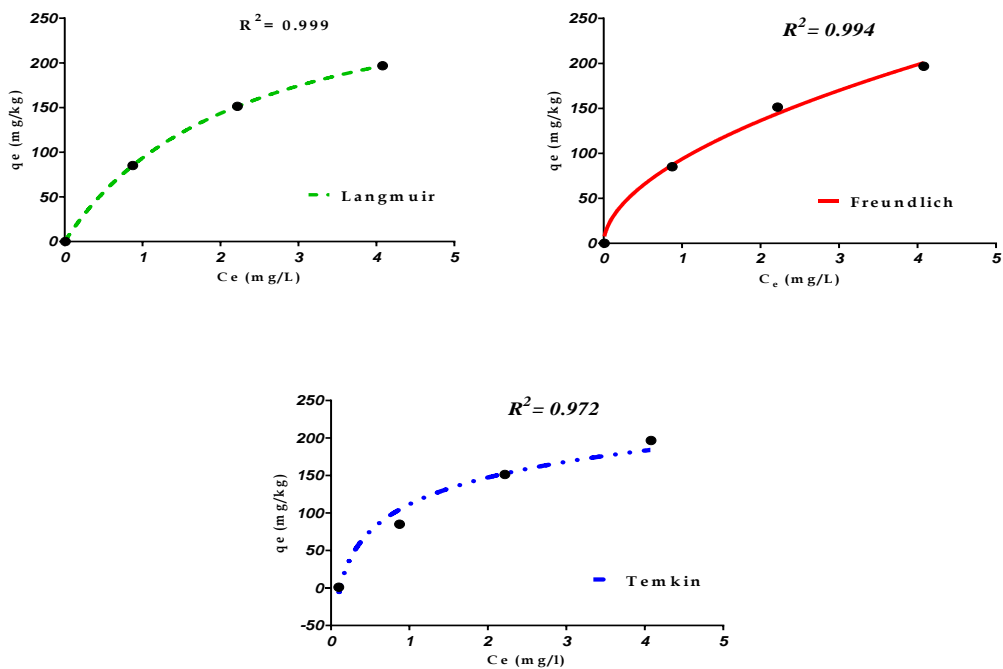 R2= 0.999
250
200
150
100
50
0
qe (mg/kg)
Langmuir
0 1 2 3 4 5
Ce (mg/L)
R2= 0.994
250
200
150
100
50
0
qe (mg/kg)
Freundlich
0 1 2 3 4 5
Ce (mg/L)
R2= 0.972
250
200
150
100
50
0
-50
qe (mg/kg)
Temkin
0 1 2 3 4 5
Ce (mg/l)